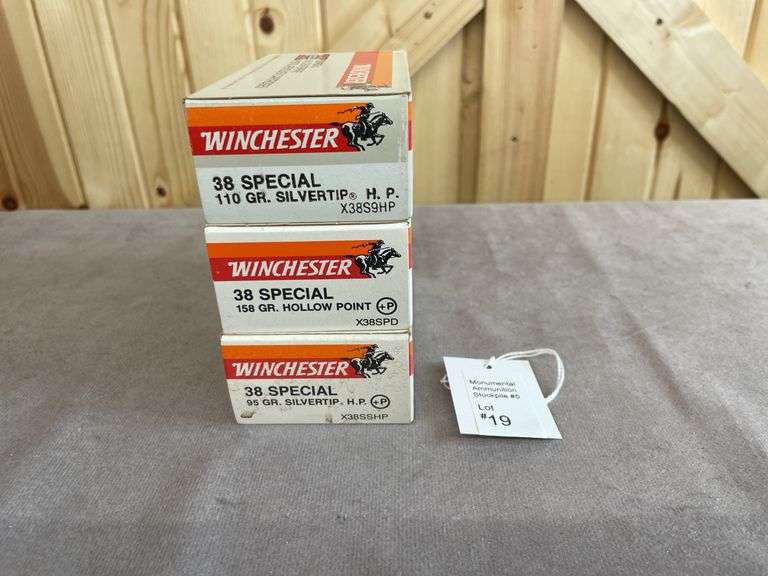 WINCHESTER
38 SPECIAL
110 GR. SILVERTIP® H. P.
X38S9HP
WINCHESTER
38 SPECIAL
158 GR. HOLLOW POINT +P
X38SPD
WINCHESTER
38 SPECIAL
95 GR. SILVERTIP. H.P. +P
X38SSHP
Monumental
Ammunition
Stockpile #5
Lot
#19